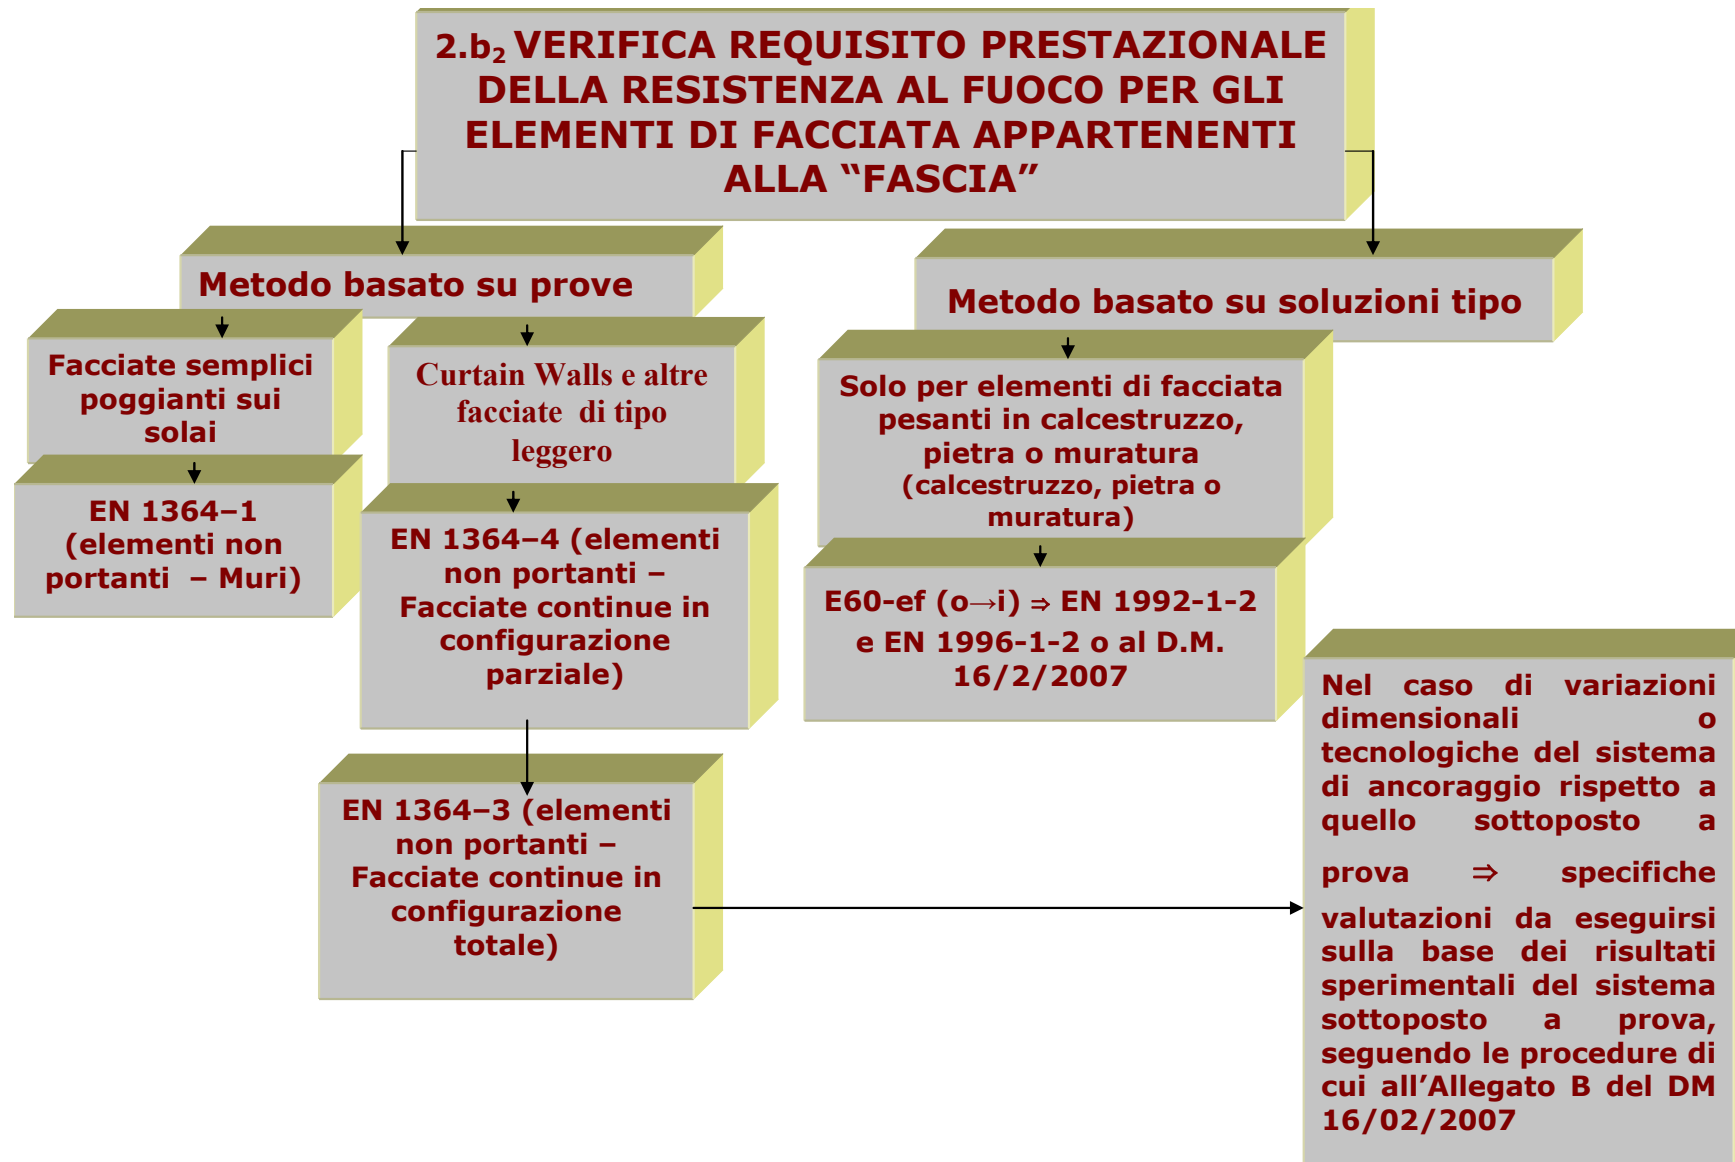 2.b₂ VERIFICA REQUISITO PRESTAZIONALE
DELLA RESISTENZA AL FUOCO PER GLI
ELEMENTI DI FACCIATA APPARTENENTI
ALLA “FASCIA”
Metodo basato su prove
Metodo basato su soluzioni tipo
Facciate semplici
poggianti sui
solai
Curtain Walls e altre
facciate di tipo
leggero
Solo per elementi di facciata
pesanti in calcestruzzo,
pietra o muratura
(calcestruzzo, pietra o
muratura)
EN 1364–1
(elementi non
portanti – Muri)
EN 1364–4 (elementi
non portanti –
Facciate continue in
configurazione
parziale)
E60-ef (o→i) ⇒ EN 1992-1-2
e EN 1996-1-2 o al D.M.
16/2/2007
EN 1364–3 (elementi
non portanti –
Facciate continue in
configurazione
totale)
Nel caso di variazioni
dimensionali o
tecnologiche del sistema
di ancoraggio rispetto a
quello sottoposto a
prova ⇒ specifiche
valutazioni da eseguirsi
sulla base dei risultati
sperimentali del sistema
sottoposto a prova,
seguendo le procedure di
cui all’Allegato B del DM
16/02/2007